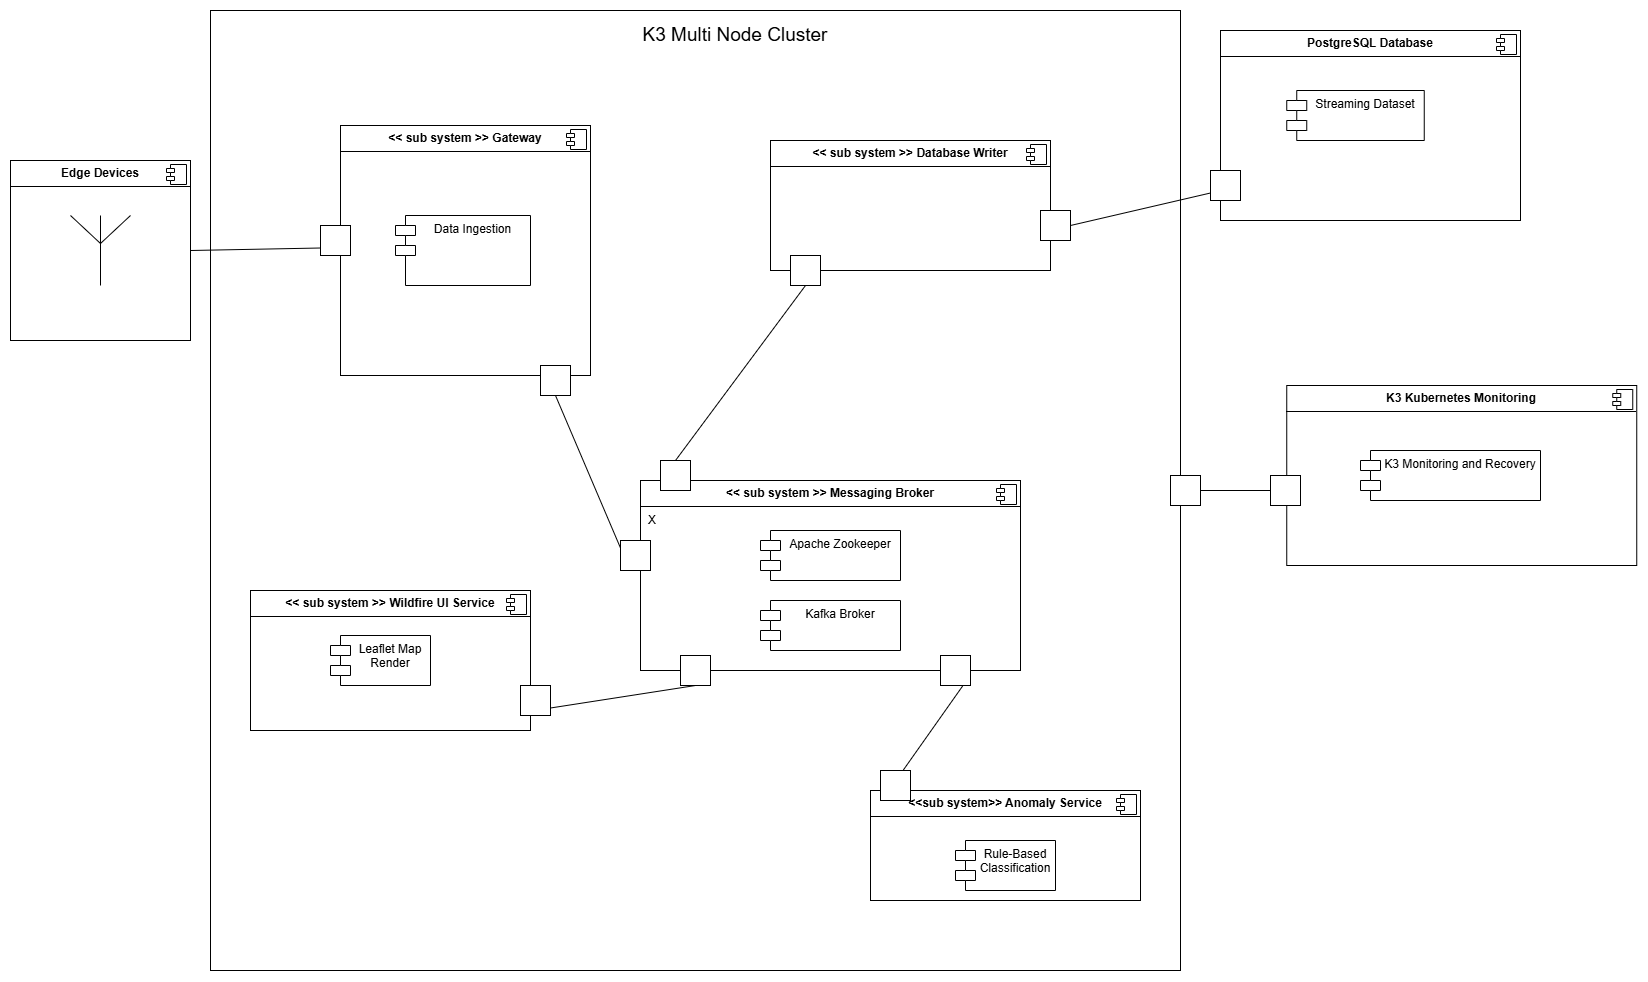 K3 Multi Node Cluster
PostgreSQL Database
Streaming Dataset
<< sub system >> Gateway
<< sub system >> Database Writer
Edge Devices
Data Ingestion
K3 Kubernetes Monitoring
K3 Monitoring and Recovery
<< sub system >> Messaging Broker
X
Apache Zookeeper
Kafka Broker
<< sub system >> Wildfire UI Service
Leaflet Map
Render
<<sub system>> Anomaly Service
Rule-Based
Classification